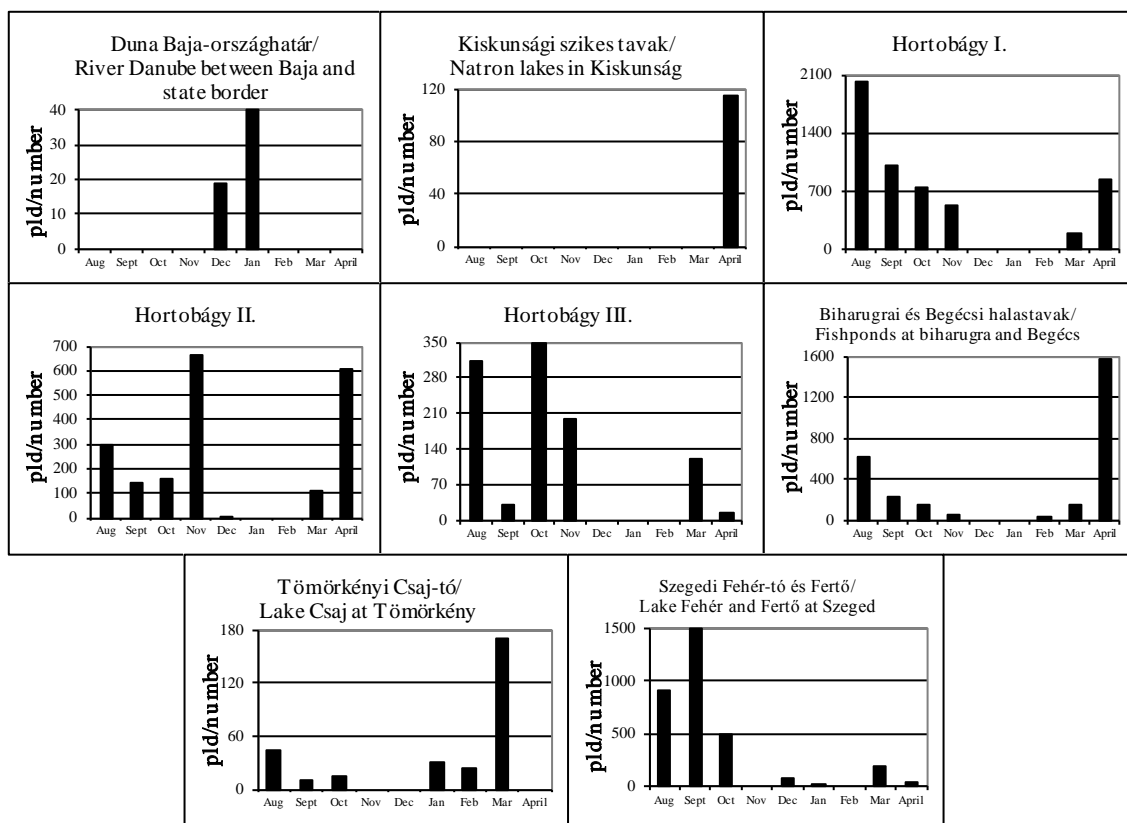 Duna Baja-országhatár/
River Danube between Baja and
state border
pld/number
40
30
20
10
0
Aug Sept Oct Nov Dec Jan Feb Mar April
Kiskunsági szikes tavak/
Natron lakes in Kiskunság
pld/number
120
80
40
0
Aug Sept Oct Nov Dec Jan Feb Mar April
Hortobágy I.
pld/number
2100
1400
700
0
Aug Sept Oct Nov Dec Jan Feb Mar April
Hortobágy II.
pld/number
700
600
500
400
300
200
100
0
Aug Sept Oct Nov Dec Jan Feb Mar April
Hortobágy III.
pld/number
350
280
210
140
70
0
Aug Sept Oct Nov Dec Jan Feb Mar April
Biharugrai és Begécsi halastavak/
Fishponds at biharugra and Begécs
pld/number
1600
1200
800
400
0
Aug Sept Oct Nov Dec Jan Feb Mar April
Tömörkényi Csaj-tó/
Lake Csaj at Tömörkény
pld/number
180
120
60
0
Aug Sept Oct Nov Dec Jan Feb Mar April
Szegedi Fehér-tó és Fertő/
Lake Fehér and Fertő at Szeged
pld/number
1500
1000
500
0
Aug Sept Oct Nov Dec Jan Feb Mar April